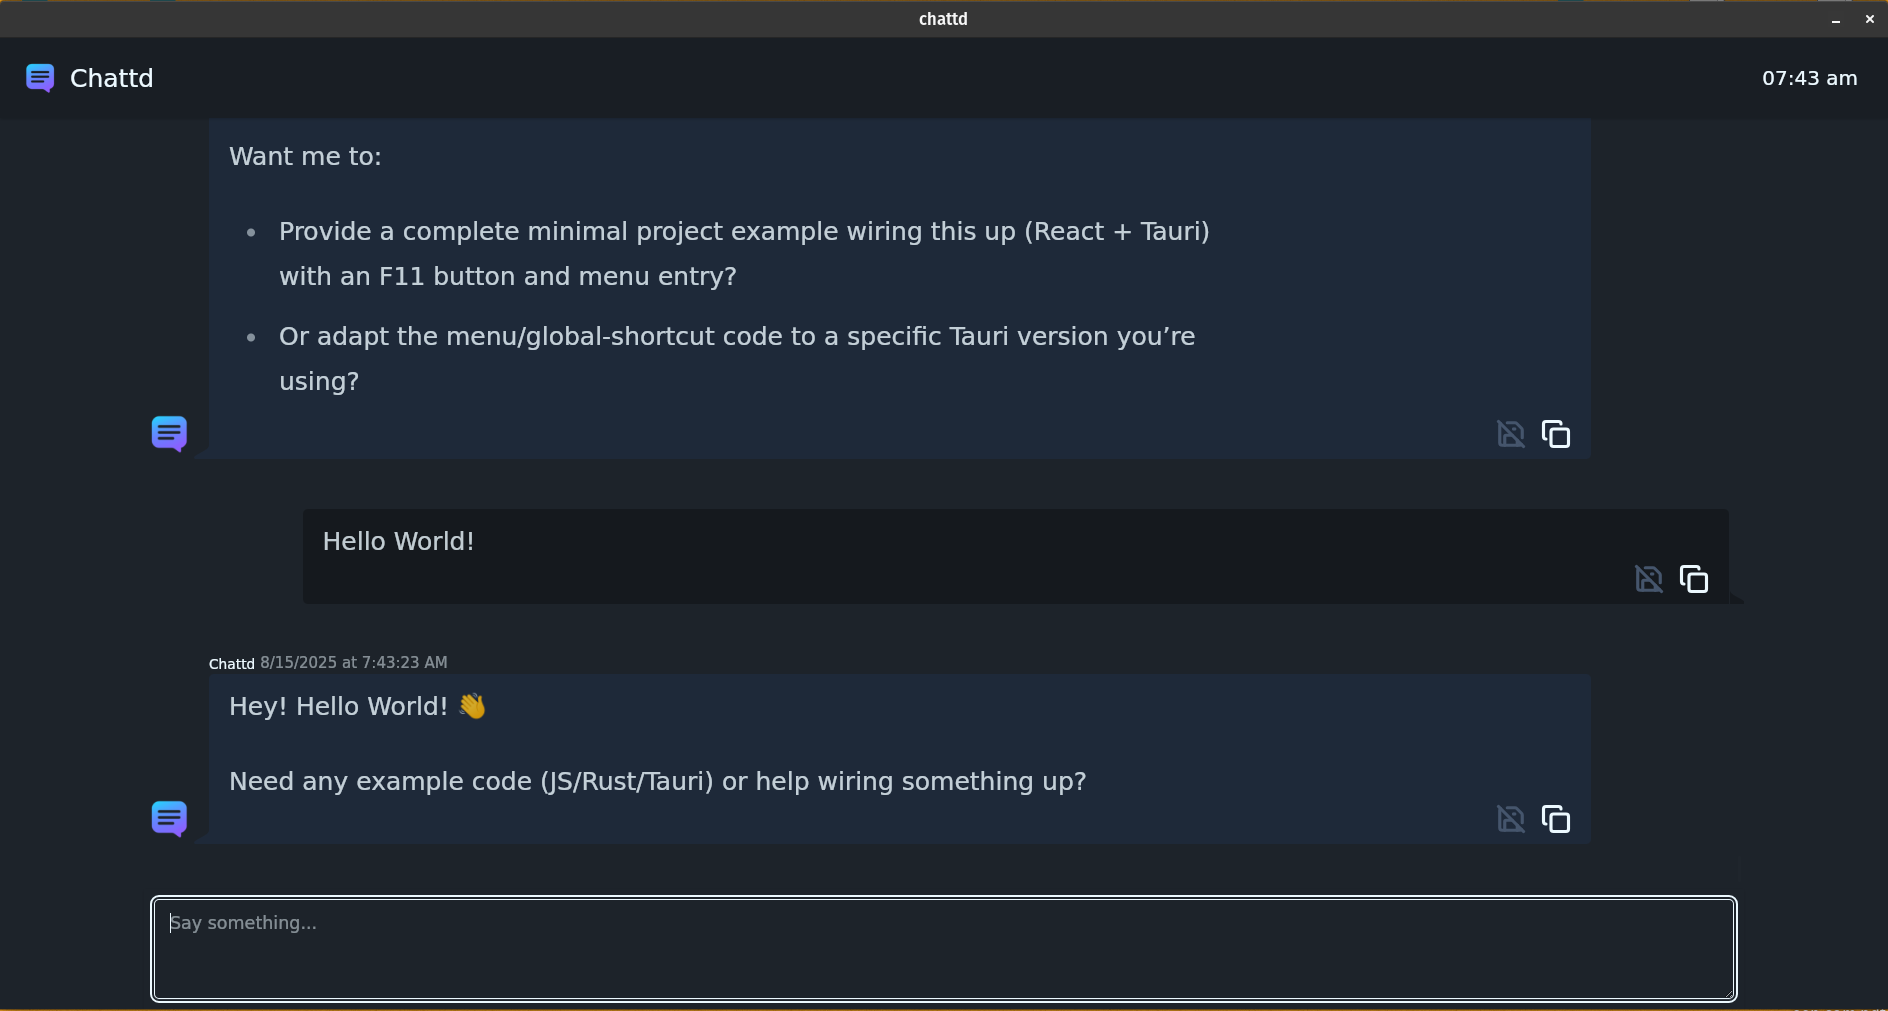 chattd
Chattd
07:43 am
Want me to:
• Provide a complete minimal project example wiring this up (React + Tauri)
with an F11 button and menu entry?
• Or adapt the menu/global-shortcut code to a specific Tauri version you’re
using?
Hello World!
Chattd 8/15/2025 at 7:43:23 AM
Hey! Hello World! 👋
Need any example code (JS/Rust/Tauri) or help wiring something up?
Say something...